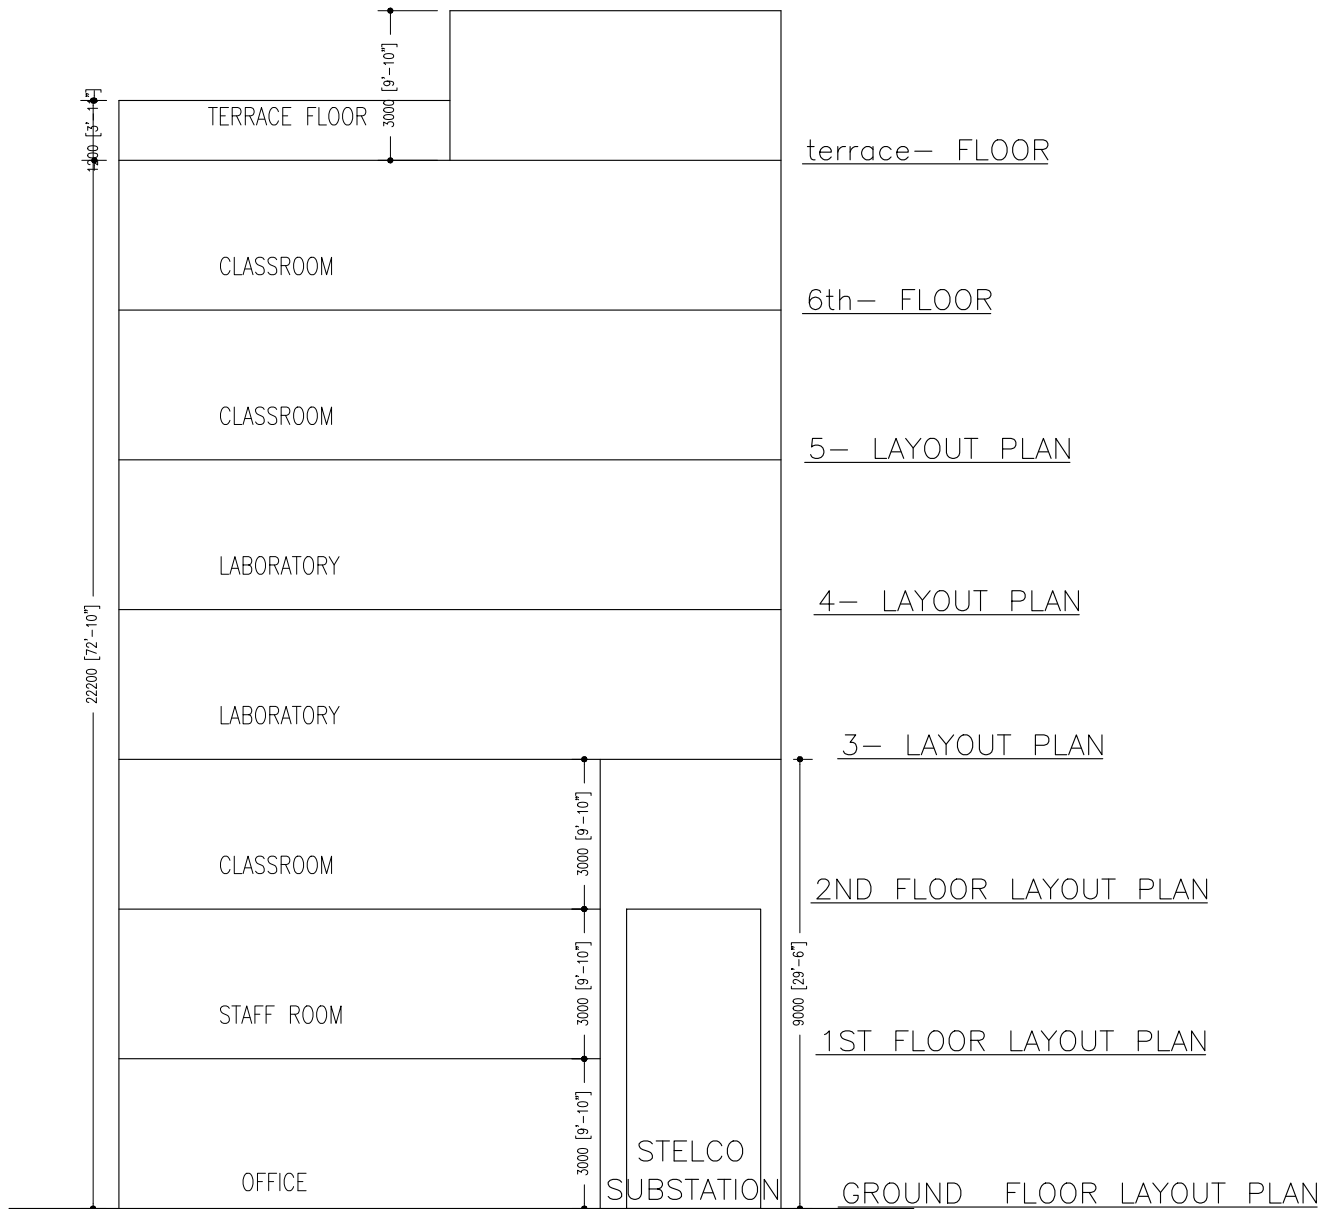 3000 [9'-10"]
1200 [3'-11"]
TERRACE FLOOR
terrace- FLOOR
CLASSROOM
6th- FLOOR
CLASSROOM
5- LAYOUT PLAN
LABORATORY
4- LAYOUT PLAN
22200 [72'-10"]
LABORATORY
3- LAYOUT PLAN
3000 [9'-10"]
CLASSROOM
2ND FLOOR LAYOUT PLAN
3000 [9'-10"]
9000 [29'-6"]
STAFF ROOM
1ST FLOOR LAYOUT PLAN
3000 [9'-10"]
STELCO
SUBSTATION
OFFICE
GROUND FLOOR LAYOUT PLAN